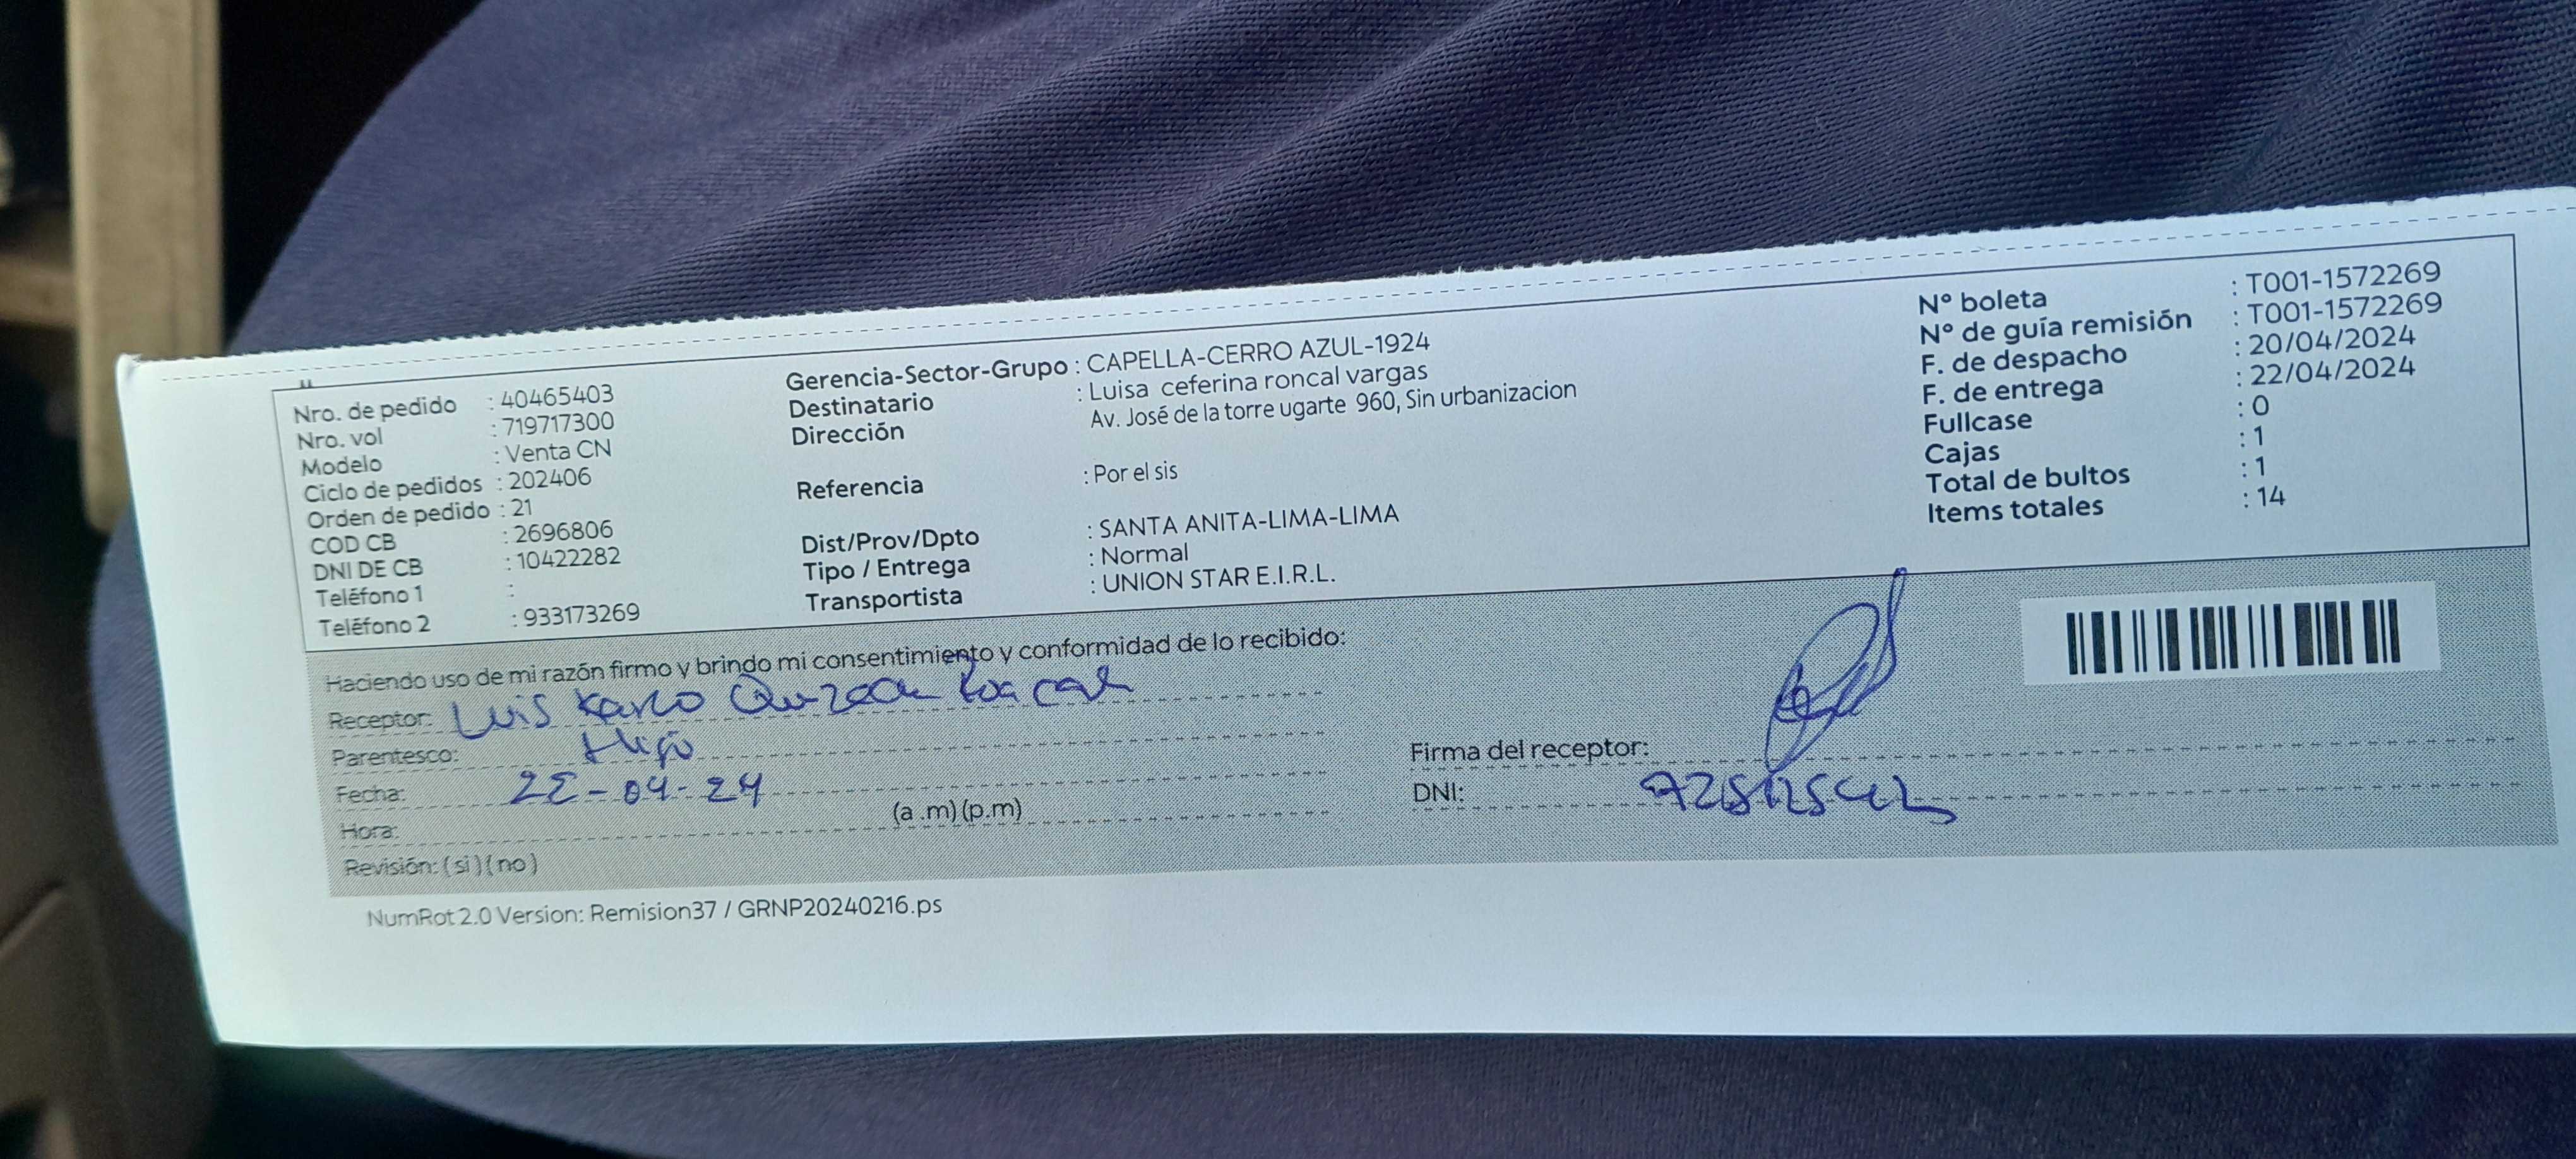 Nro. de pedido : 40465403
Nro. vol : 719717300
Modelo : Venta CN
Ciclo de pedidos : 202406
Orden de pedido : 21
COD CB : 2696806
DNI DE CB : 10422282
Teléfono 1 :
Teléfono 2 : 933173269
Gerencia-Sector-Grupo : CAPELLA-CERRO AZUL-1924
Destinatario : Luisa ceferina roncal vargas
Dirección Av. José de la torre ugarte 960, Sin urbanizacion
Referencia : Por el sis
Dist/Prov/Dpto : SANTA ANITA-LIMA-LIMA
Tipo / Entrega : Normal
Transportista : UNION STAR E.I.R.L.
N° boleta : T001-1572269
N° de guía remisión : T001-1572269
F. de despacho : 20/04/2024
F. de entrega : 22/04/2024
Fullcase : 0
Cajas : 1
Total de bultos : 1
Items totales : 14
Haciendo uso de mi razón firmo y brindo mi consentimiento y conformidad de lo recibido:
Receptor: Luis Karlo
Parentesco: Hijo
Fecha: 22-04-24
Hora: (a .m) (p.m)
Revisión: ( si ) ( no )
Firma del receptor:
DNI:
NumRot 2.0 Version: Remision37 / GRNP20240216.ps